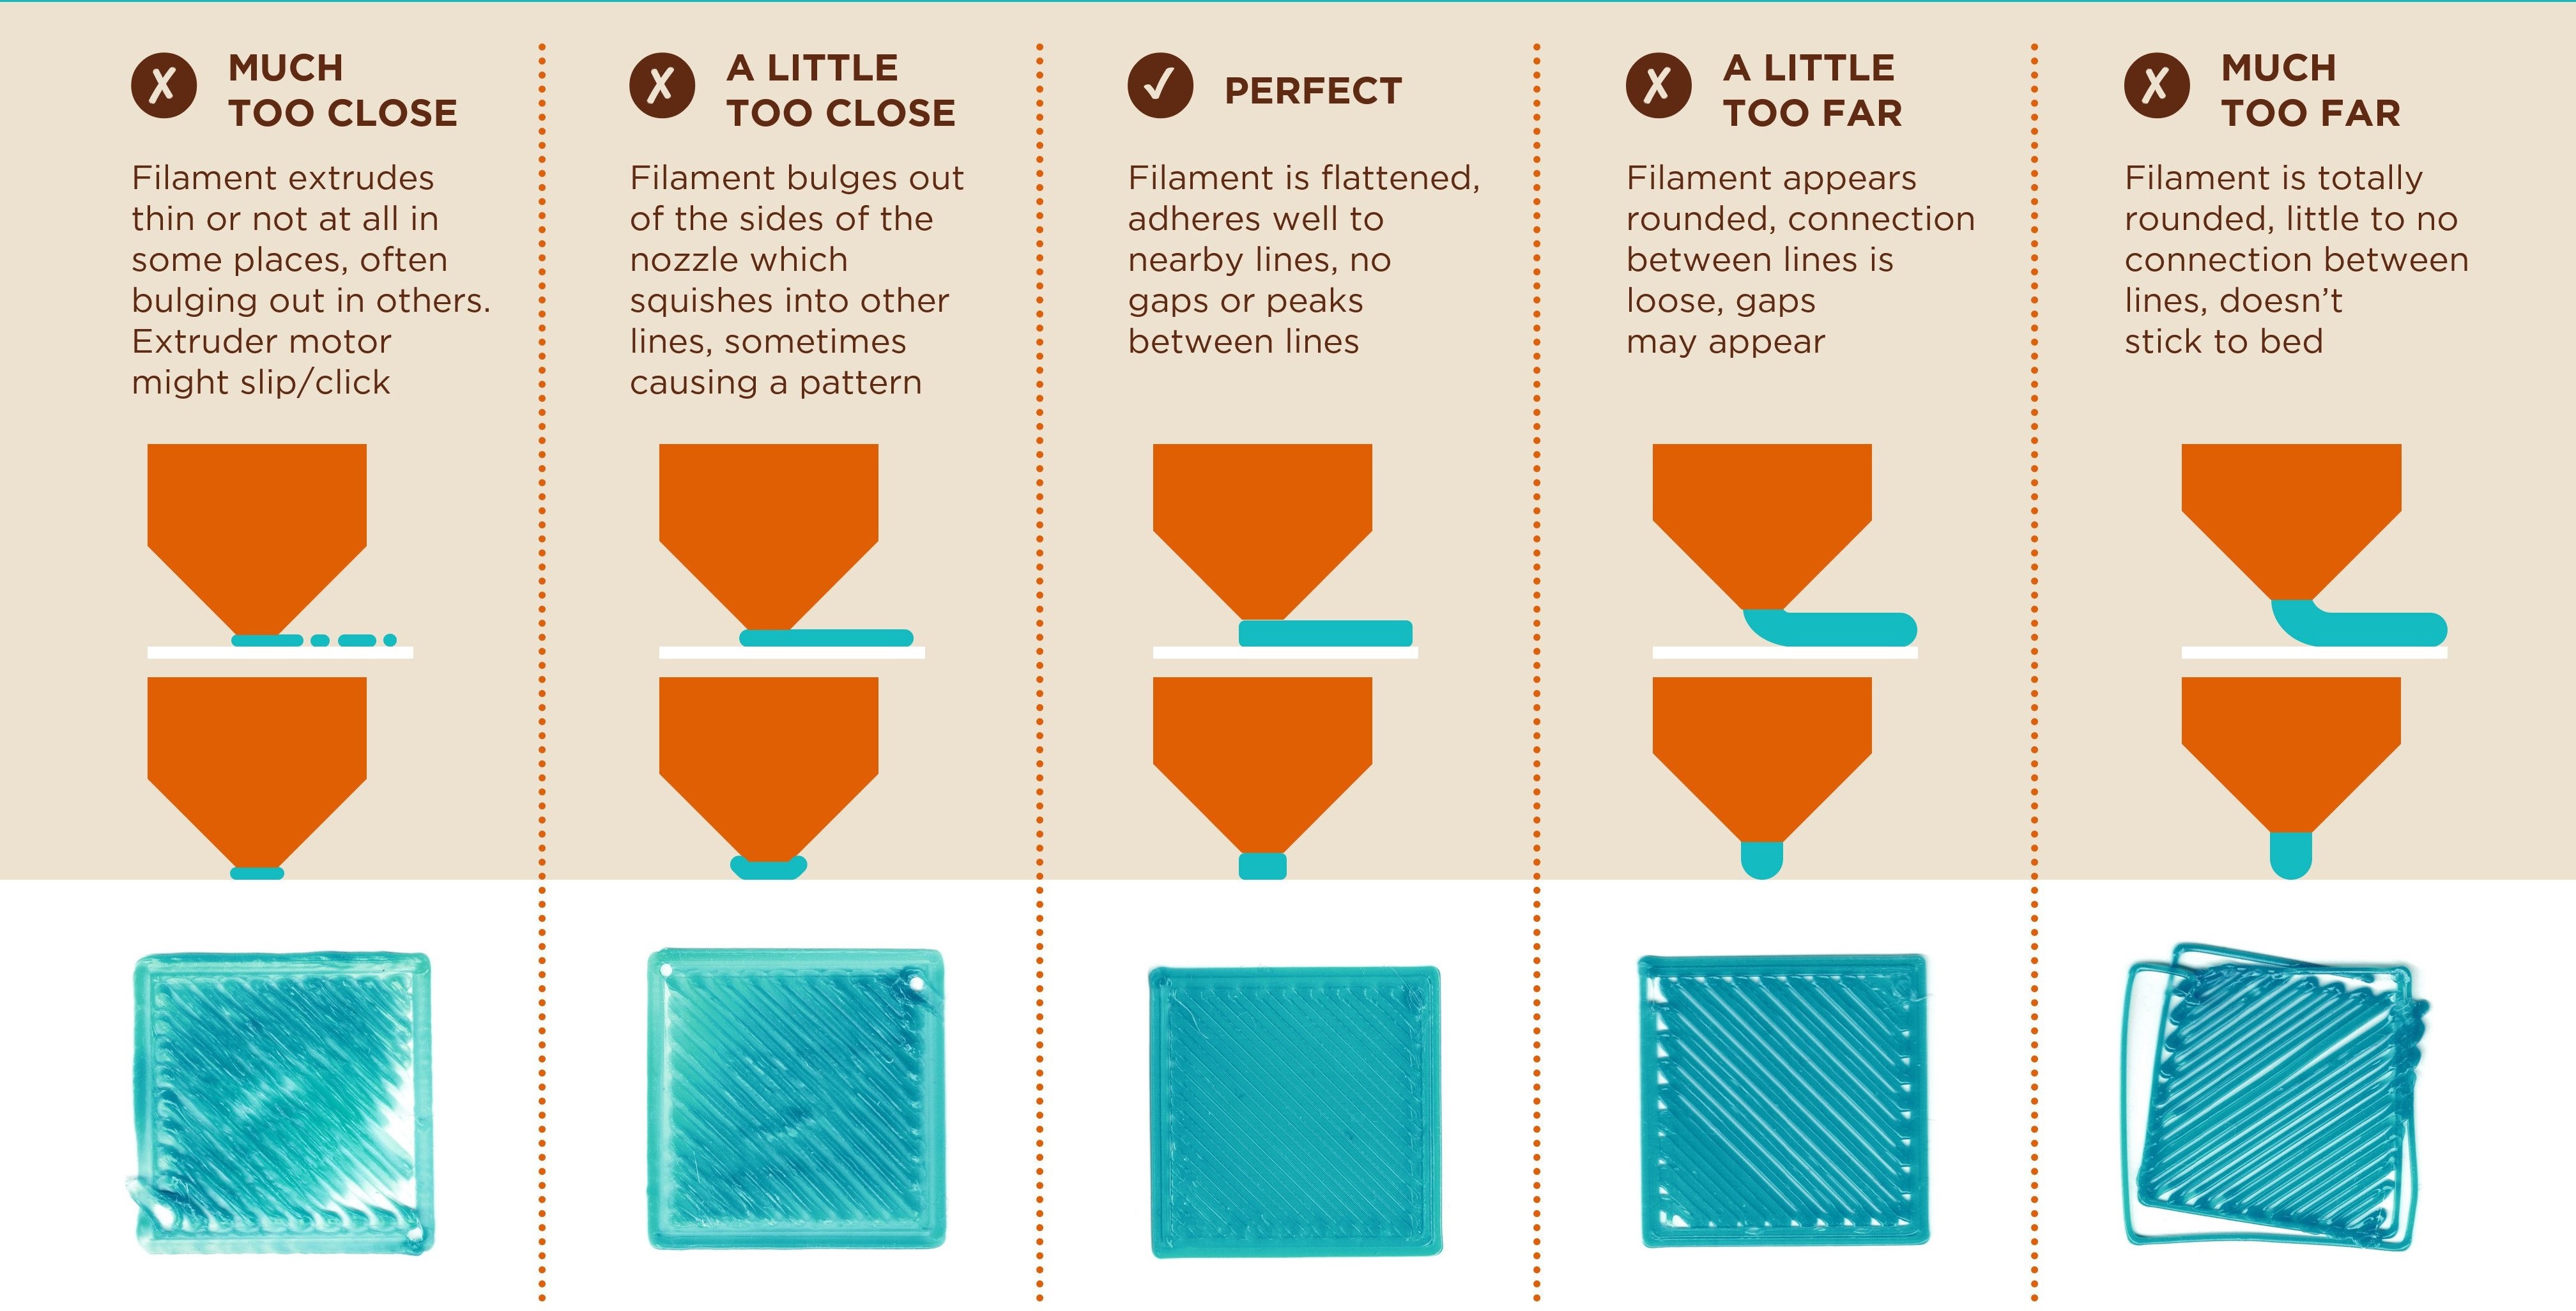 MUCH
TOO CLOSE
Filament extrudes
thin or not at all in
some places, often
bulging out in others.
Extruder motor
might slip/click
A LITTLE
TOO CLOSE
Filament bulges out
of the sides of the
nozzle which
squishes into other
lines, sometimes
causing a pattern
PERFECT
Filament is flattened,
adheres well to
nearby lines, no
gaps or peaks
between lines
A LITTLE
TOO FAR
Filament appears
rounded, connection
between lines is
loose, gaps
may appear
MUCH
TOO FAR
Filament is totally
rounded, little to no
connection between
lines, doesn’t
stick to bed